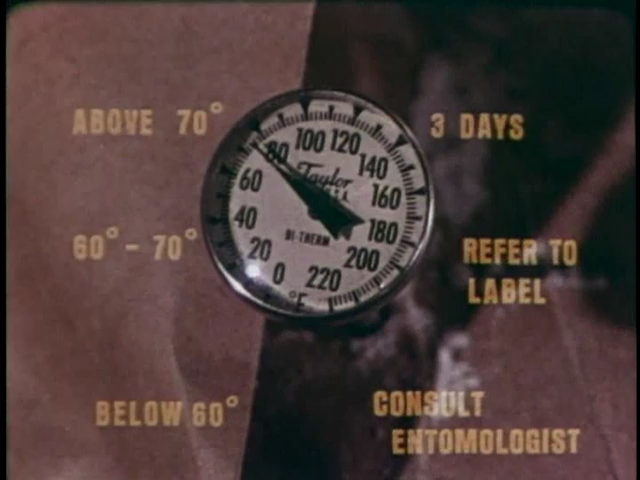 ABOVE 70°
3 DAYS
60° - 70°
REFER TO
LABEL
BELOW 60°
CONSULT
ENTOMOLOGIST
0
20
40
60
80
100
120
140
160
180
200
220
°F
Taylor
BI-THERM